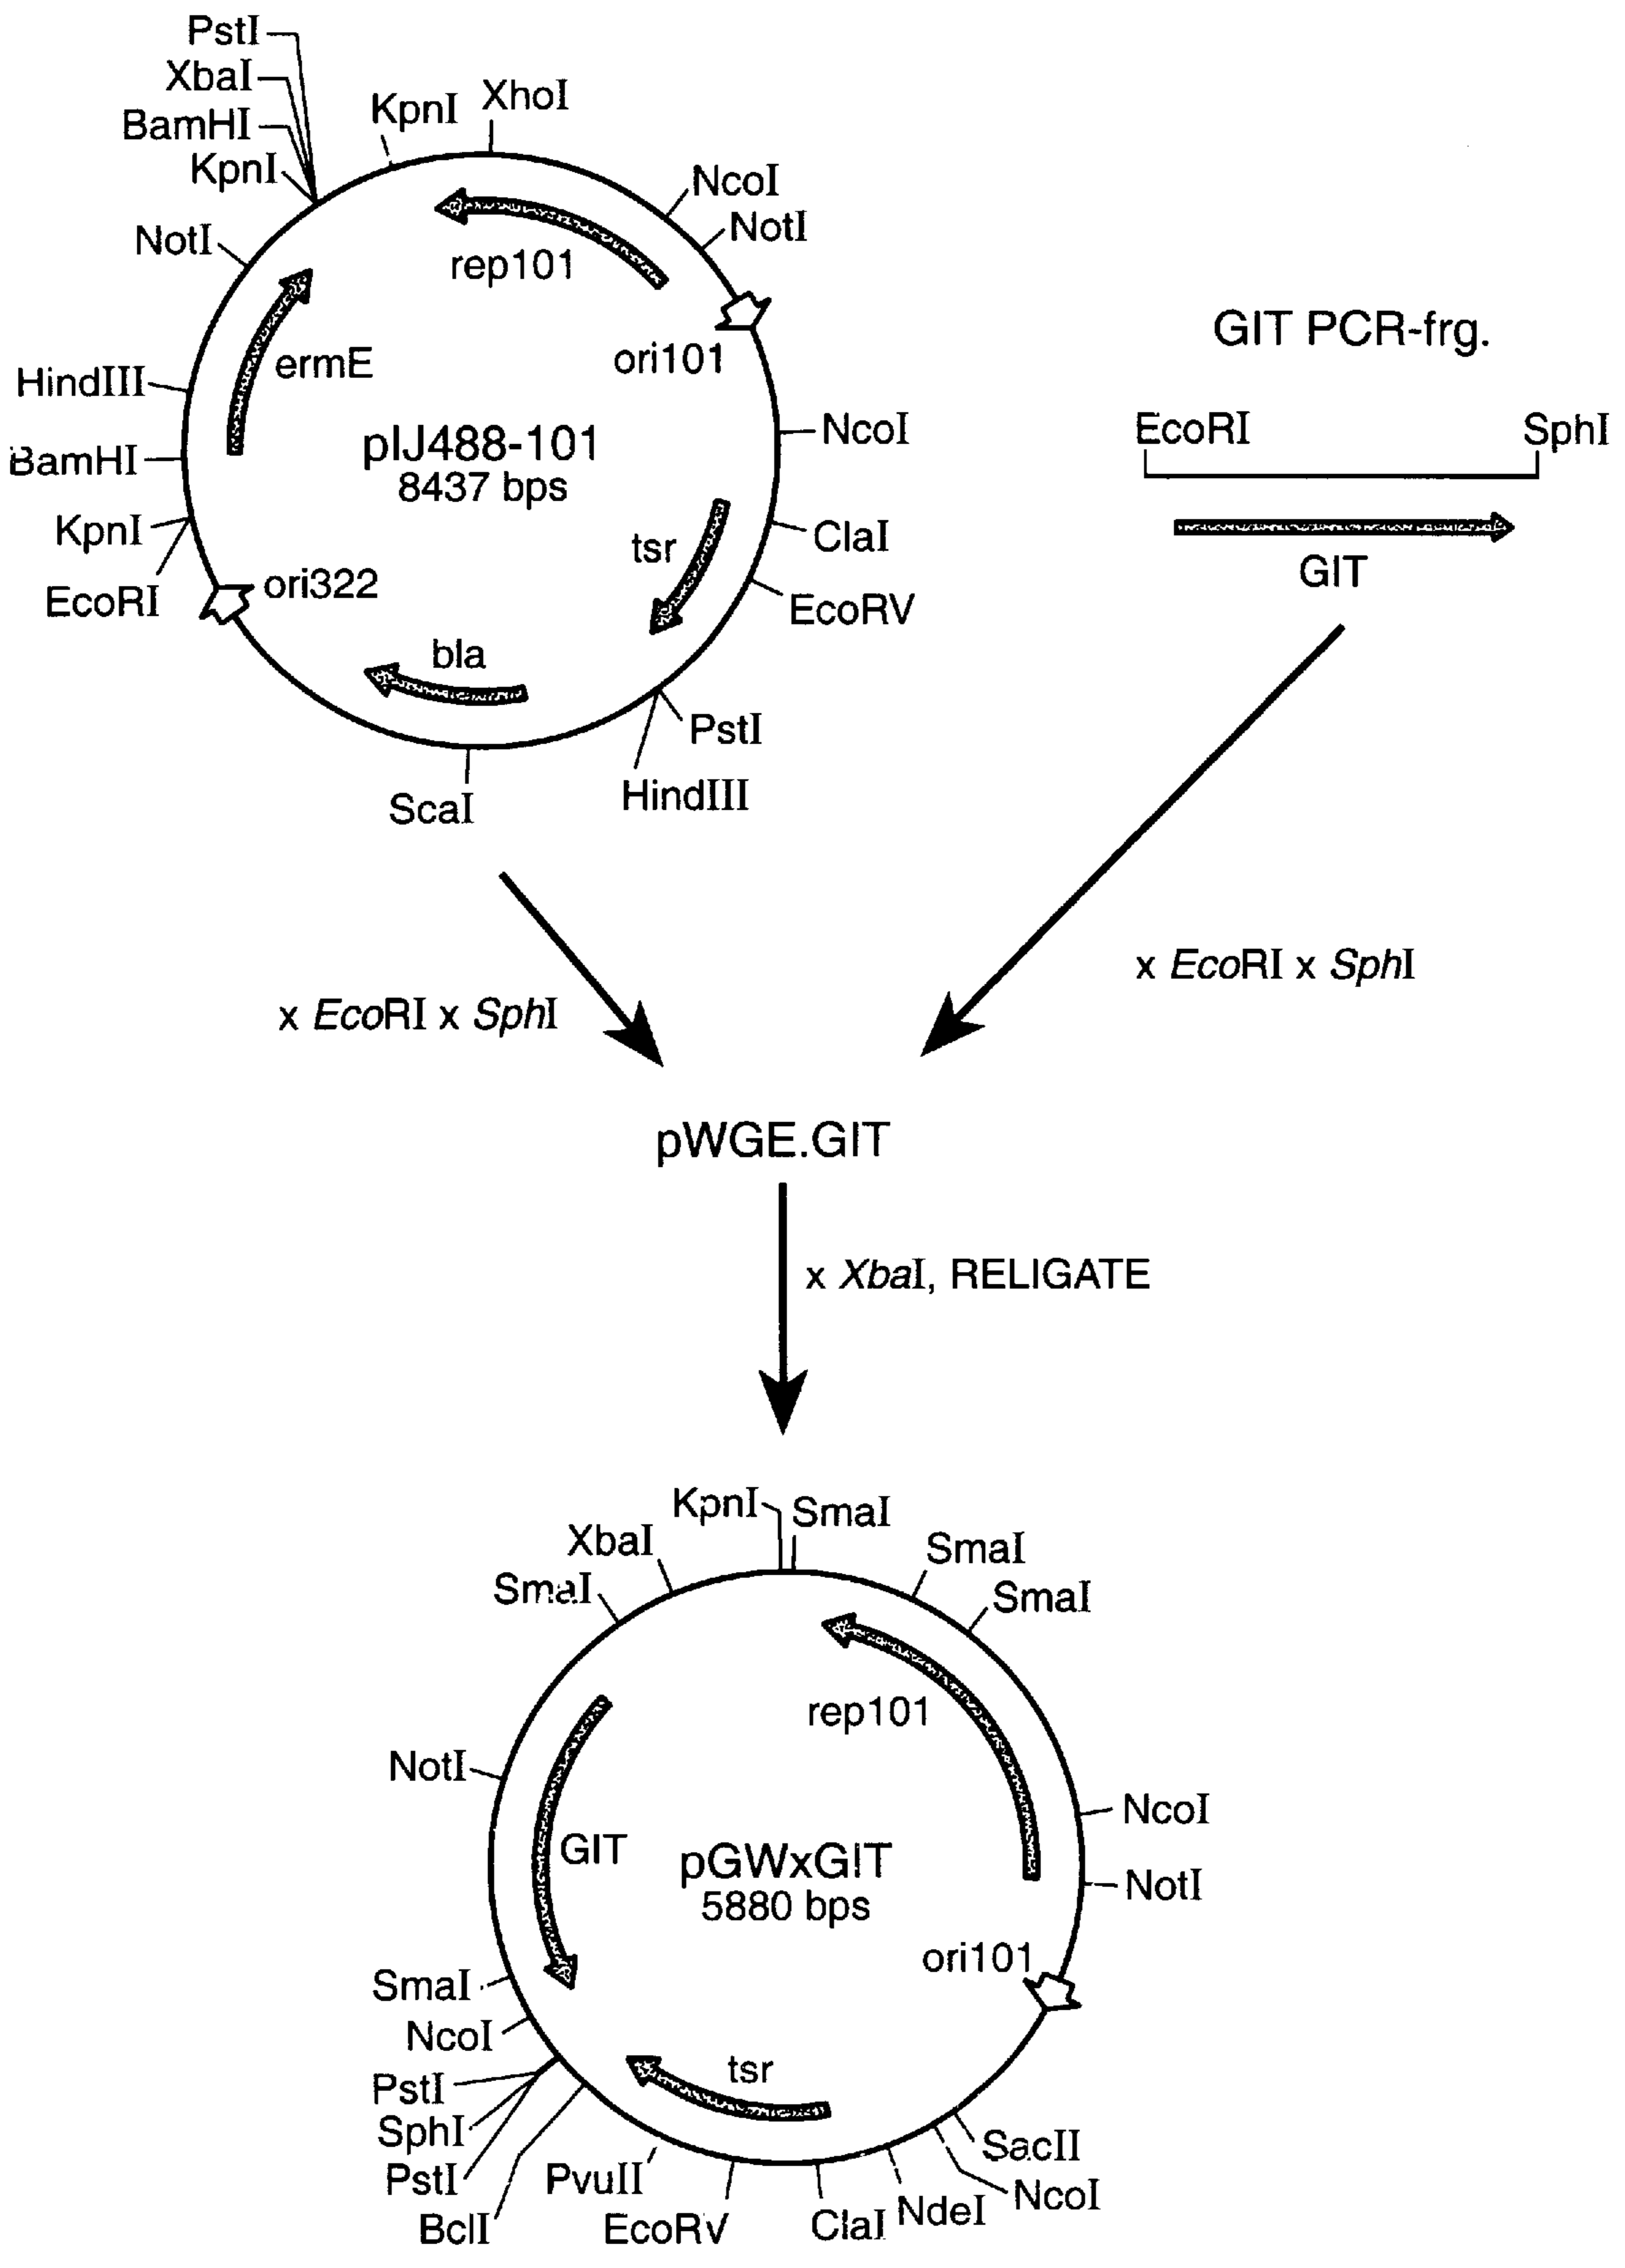 PstI
XbaI
BamHI
KpnI
KpnI
XhoI
NcoI
NotI
NotI
rep101
ori101
ermE
HindIII
BamHI
KpnI
EcoRI
pIJ488-101
8437 bps
NcoI
ClaI
EcoRV
tsr
ori322
bla
PstI
HindIII
ScaI
GIT PCR-frg.
EcoRI
SphI
GIT
x EcoRI x SphI
x EcoRI x SphI
pWGE.GIT
x XbaI, RELIGATE
KpnI
SmaI
XbaI
SmaI
SmaI
SmaI
rep101
NotI
GIT
pGWxGIT
5880 bps
NcoI
NotI
ori101
SmaI
NcoI
PstI
SphI
PstI
BclI
tsr
PvuII
EcoRV
ClaI
NdeI
NcoI
SacII